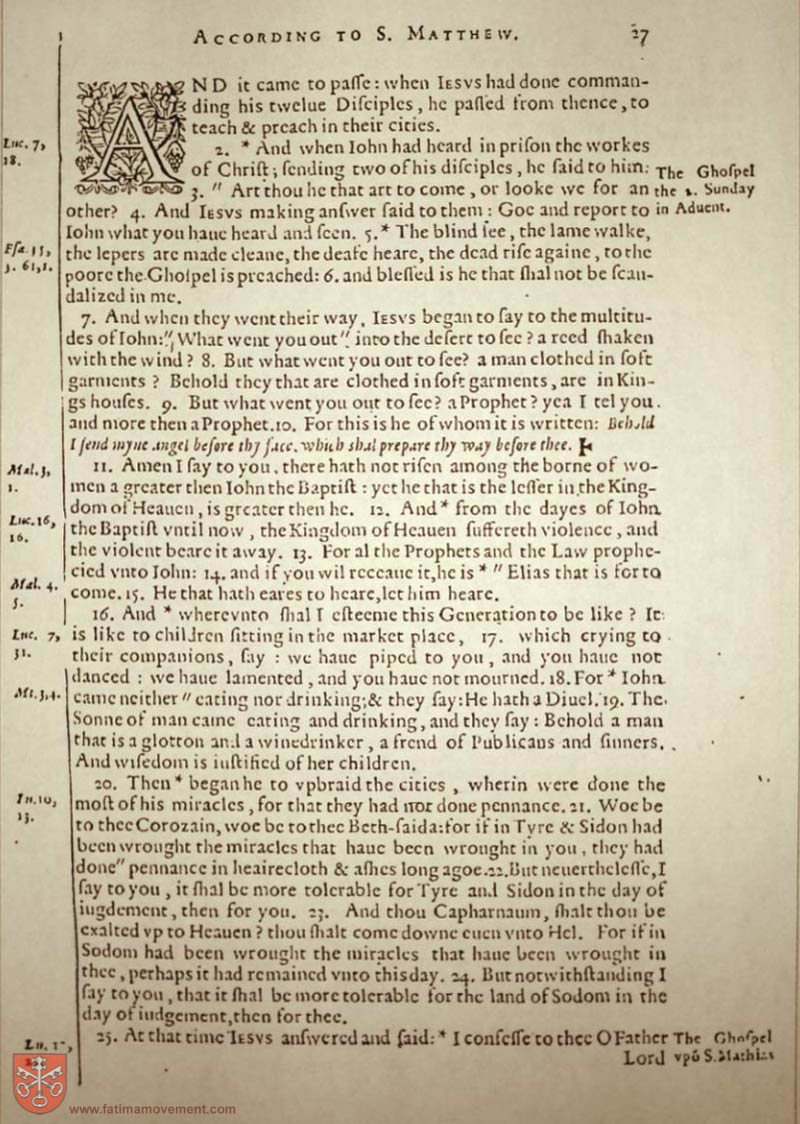 ACCORDING TO S. MATTHEW. 27
AND it came to paſſe: when IESVS had done comman-
ding his twelue Diſciples, he paſſed from thence, to
teach & preach in their cities.
2. * And when Iohn had heard in priſon the workes
of Chriſt; ſending two of his diſciples, he ſaid to him:
3. " Art thou he that art to come, or looke we for an
other? 4. And IESVS making anſwer ſaid to them: Goe and report to
Iohn what you haue heard and ſeen. 5. * The blind ſee, the lame walke,
the lepers are made cleane, the deafe heare, the dead riſe againe, to the
poore the Ghoſpel is preached: 6. and bleſſed is he that ſhal not be ſcan-
dalized in me.
7. And when they went their way, IESVS began to ſay to the multitu-
des of Iohn: " What went you out " into the deſert to ſee? a reed ſhaken
with the wind? 8. But what went you out to ſee? a man clothed in ſoft
garments? Behold they that are clothed in ſoft garments, are in Kin-
gs houſes. 9. But what went you out to ſee? a Prophet? yea I tel you.
and more then a Prophet. 10. For this is he of whom it is written: Behold
I ſend myne angel before thy face, which shal prepare thy way before thee.
11. Amen I ſay to you, there hath not riſen among the borne of wo-
men a greater then Iohn the Baptiſt: yet he that is the leſſer in the King-
dom of Heauen, is greater then he. 12. And * from the dayes of Iohn
the Baptiſt vntil now, the Kingdom of Heauen ſuffereth violence, and
the violent beare it away. 13. For al the Prophets and the Law prophe-
cied vnto Iohn: 14. and if you wil receaue it, he is * " Elias that is for to
come. 15. He that hath eares to heare, let him heare.
16. And * wherevnto ſhal I eſteeme this Generation to be like? It
is like to children ſitting in the market place, 17. which crying to
their companions, ſay: we haue piped to you, and you haue not
danced: we haue lamented, and you haue not mourned. 18. For * Iohn
came neither " eating nor drinking; & they ſay: He hath a Diuel. 19. The
Sonne of man came eating and drinking, and they ſay: Behold a man
that is a glotton and a winedrinker, a frend of Publicans and ſinners.
And wiſedom is iuſtified of her children.
20. Then * began he to vpbraid the cities, wherin were done the
moſt of his miracles, for that they had not done pennance. 21. Woe be
to thee Corozain, woe be to thee Beth-ſaida: for if in Tyre & Sidon had
been wrought the miracles that haue been wrought in you, they had
done " pennance in heairecloth & aſhes long agoe. 22. But neuertheleſſe, I
ſay to you, it ſhal be more tolerable for Tyre and Sidon in the day of
iugdement, then for you. 23. And thou Capharnaum, ſhalt thou be
exalted vp to Heauen? thou ſhalt come downe euen vnto Hel. For if in
Sodom had been wrought the miracles that haue been wrought in
thee, perhaps it had remained vnto this day. 24. But notwithſtanding I
ſay to you, that it ſhal be more tolerable for the land of Sodom in the
day of iudgement, then for thee.
25. At that time IESVS anſwered and ſaid: * I confeſſe to thee O Father
Lord
Luc. 7,
18.
Mal. 3,
1.
Luc. 16,
16.
Mal. 4.
5.
Luc. 7,
31.
Mt. 3, 4.
The Ghoſpel
the 2. Sunday
in Aduent.
The Ghoſpel
vpō S. Mathias
www.fatimamovement.com